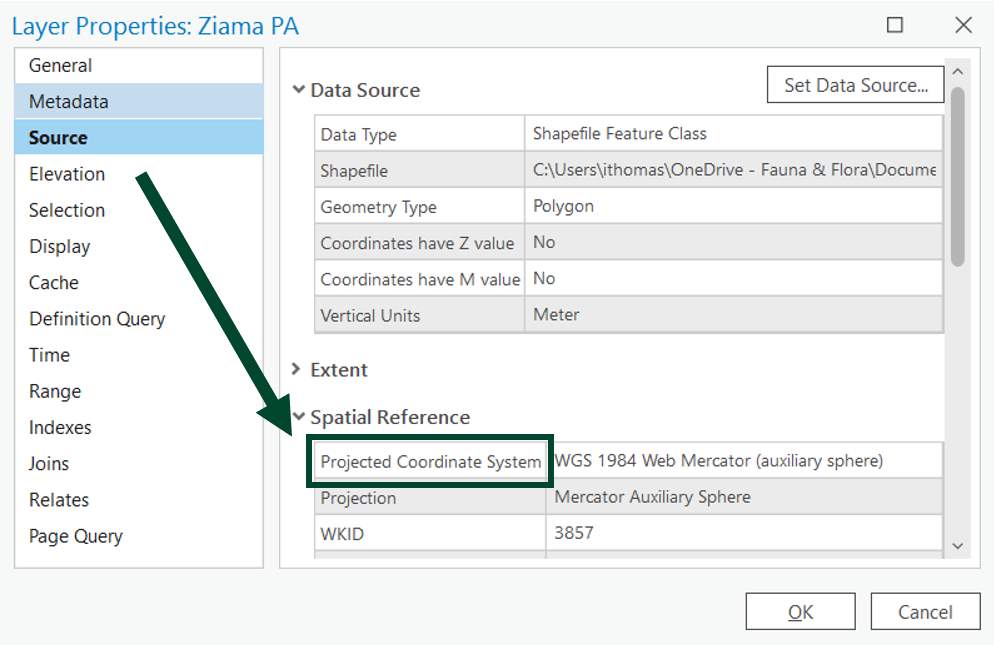 Layer Properties: Ziama PA
General
Metadata
Source
Elevation
Selection
Display
Cache
Definition Query
Time
Range
Indexes
Joins
Relates
Page Query
Data Source
Set Data Source...
Data Type Shapefile Feature Class
Shapefile C:\Users\ithomas\OneDrive - Fauna & Flora\Docume
Geometry Type Polygon
Coordinates have Z value No
Coordinates have M value No
Vertical Units Meter
Extent
Spatial Reference
Projected Coordinate System WGS 1984 Web Mercator (auxiliary sphere)
Projection Mercator Auxiliary Sphere
WKID 3857
OK Cancel